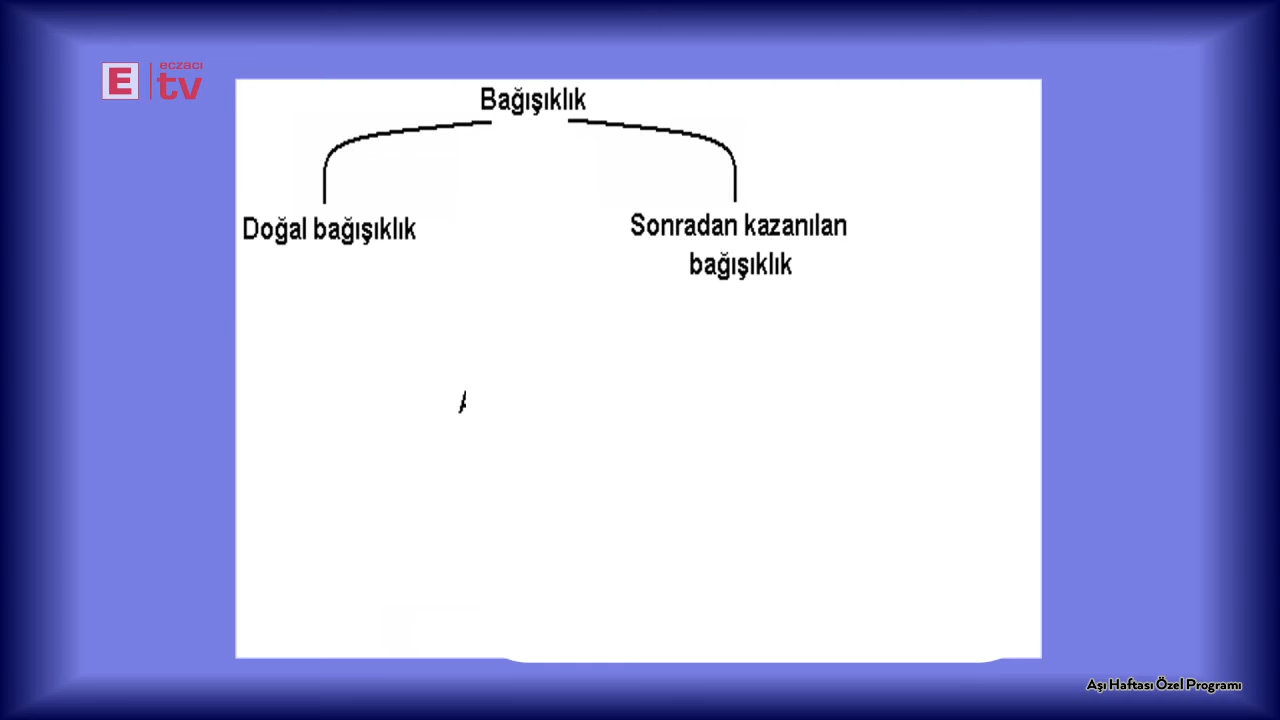 E
eczacı
tv
Bağışıklık
Doğal bağışıklık
Sonradan kazanılan
bağışıklık
Aşı Haftası Özel Programı